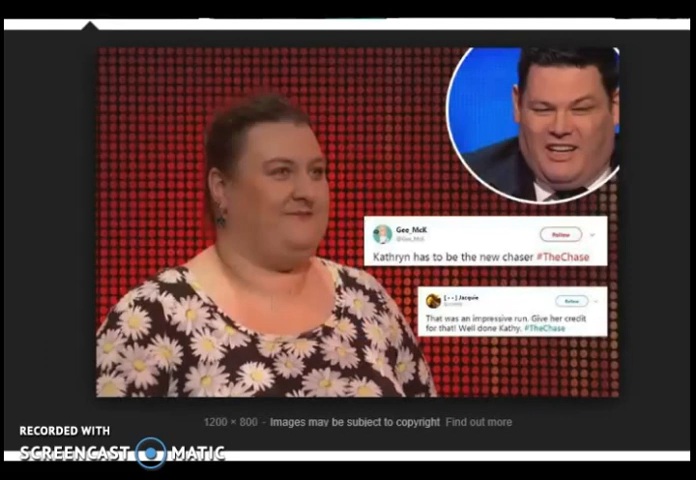 Gee_McK
Follow
Kathryn has to be the new chaser #TheChase
[--] Jacquie
Follow
That was an impressive run. Give her credit
for that! Well done Kathy. #TheChase
1200 × 800 - Images may be subject to copyright Find out more
RECORDED WITH
SCREENCAST MATIC